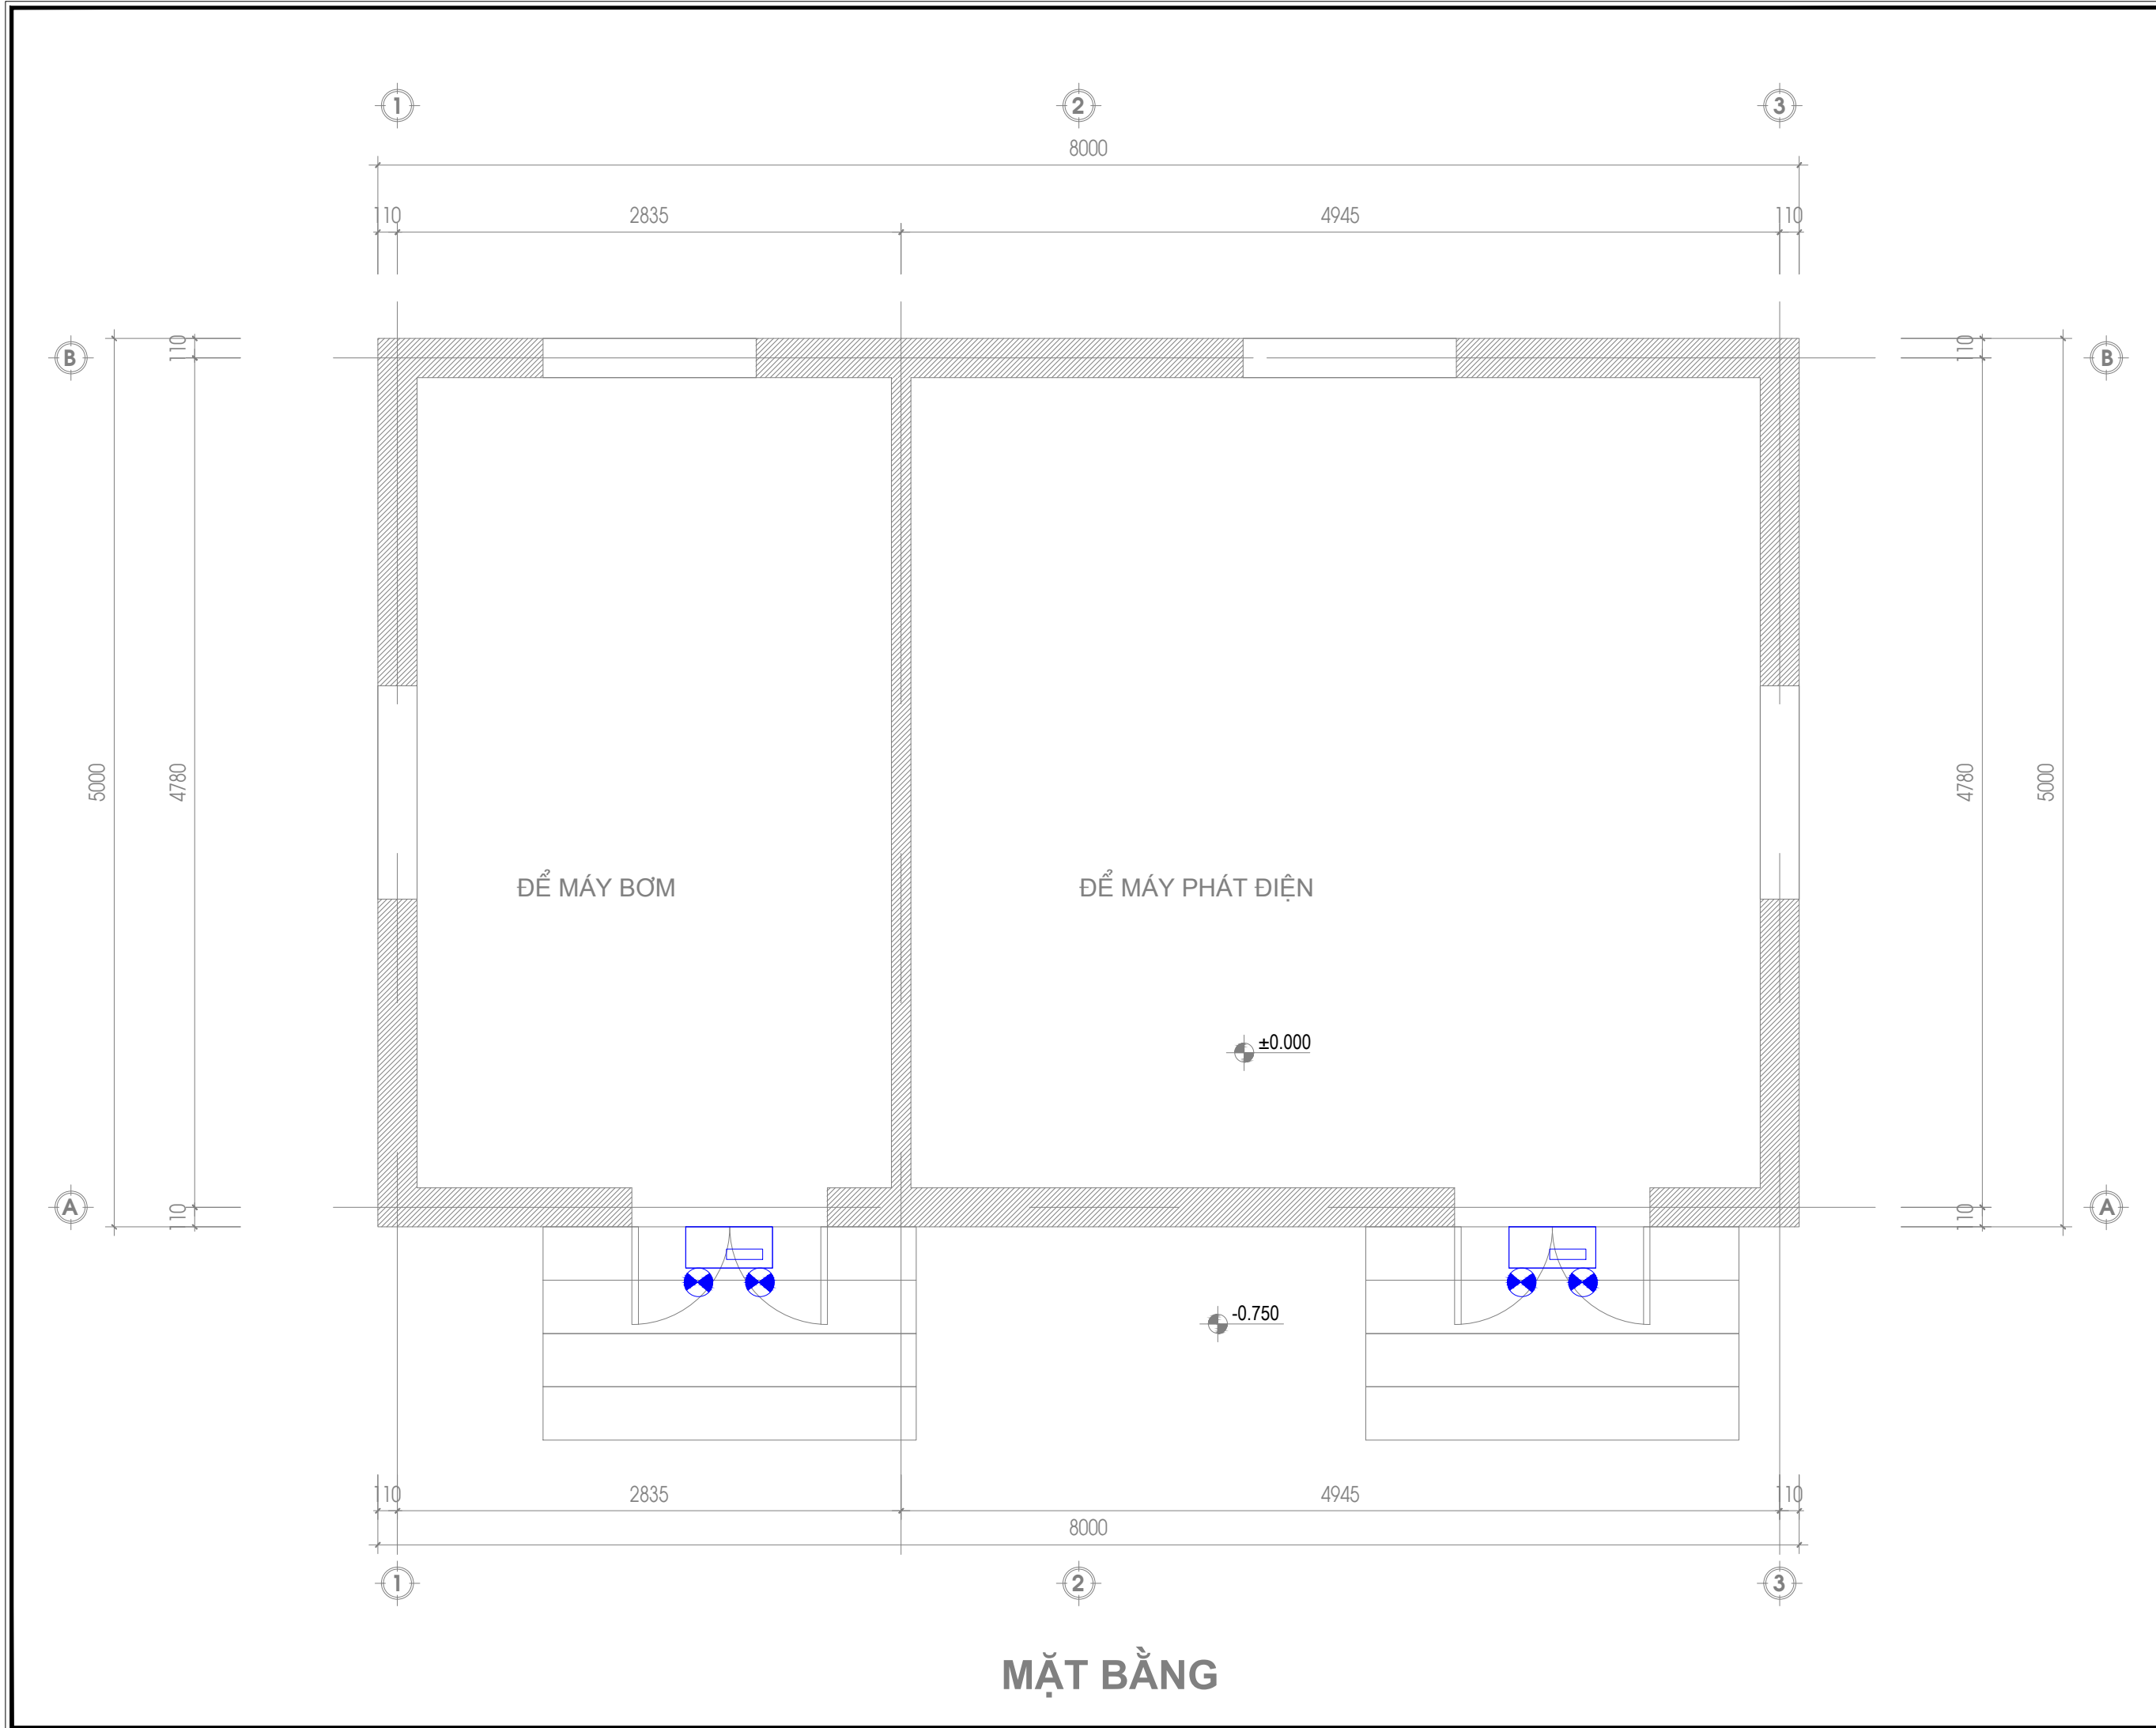 1 2 3
8000
110 2835 4945 110
B 110 110 B
5000 4780 4780 5000
ĐỂ MÁY BƠM ĐỂ MÁY PHÁT ĐIỆN
±0.000
A 110 110 A
-0.750
110 2835 4945 110
8000
1 2 3
MẶT BẰNG